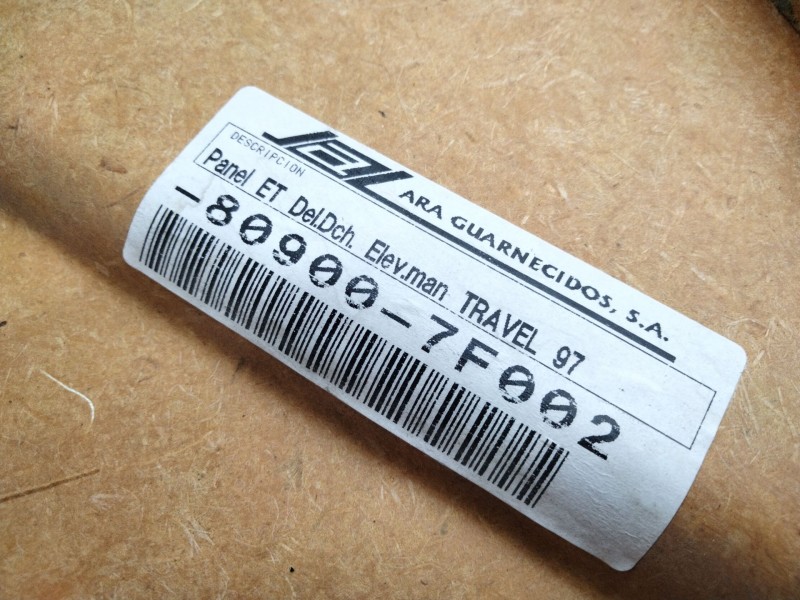 ARA GUARNECIDOS, S.A.
DESCRIPCION
Panel ET Del.Dch. Elev.man TRAVEL 97
-80900-7F002